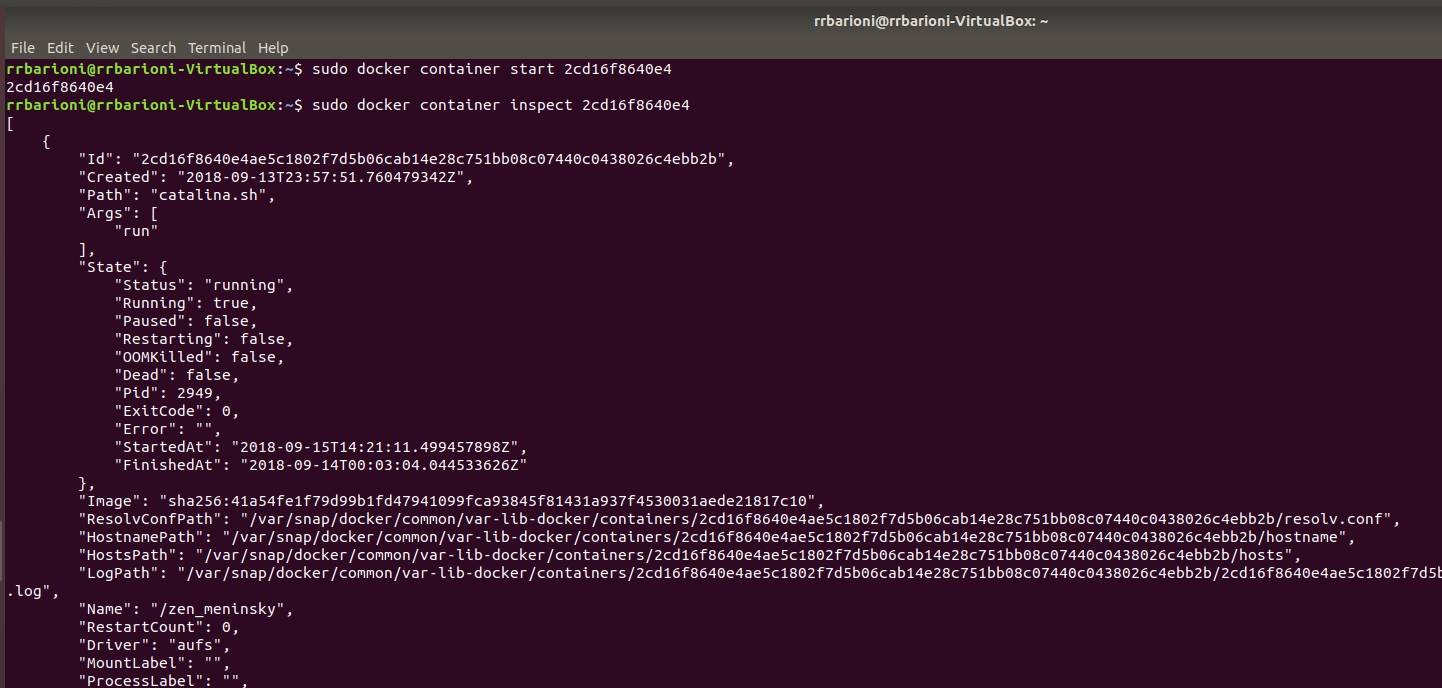 rrbarioni@rrbarioni-VirtualBox: ~
File Edit View Search Terminal Help
rrbarioni@rrbarioni-VirtualBox:~$ sudo docker container start 2cd16f8640e4
2cd16f8640e4
rrbarioni@rrbarioni-VirtualBox:~$ sudo docker container inspect 2cd16f8640e4
[
    {
        "Id": "2cd16f8640e4ae5c1802f7d5b06cab14e28c751bb08c07440c0438026c4ebb2b",
        "Created": "2018-09-13T23:57:51.760479342Z",
        "Path": "catalina.sh",
        "Args": [
            "run"
        ],
        "State": {
            "Status": "running",
            "Running": true,
            "Paused": false,
            "Restarting": false,
            "OOMKilled": false,
            "Dead": false,
            "Pid": 2949,
            "ExitCode": 0,
            "Error": "",
            "StartedAt": "2018-09-15T14:21:11.499457898Z",
            "FinishedAt": "2018-09-14T00:03:04.044533626Z"
        },
        "Image": "sha256:41a54fe1f79d99b1fd47941099fca93845f81431a937f4530031aede21817c10",
        "ResolvConfPath": "/var/snap/docker/common/var-lib-docker/containers/2cd16f8640e4ae5c1802f7d5b06cab14e28c751bb08c07440c0438026c4ebb2b/resolv.conf",
        "HostnamePath": "/var/snap/docker/common/var-lib-docker/containers/2cd16f8640e4ae5c1802f7d5b06cab14e28c751bb08c07440c0438026c4ebb2b/hostname",
        "HostsPath": "/var/snap/docker/common/var-lib-docker/containers/2cd16f8640e4ae5c1802f7d5b06cab14e28c751bb08c07440c0438026c4ebb2b/hosts",
        "LogPath": "/var/snap/docker/common/var-lib-docker/containers/2cd16f8640e4ae5c1802f7d5b06cab14e28c751bb08c07440c0438026c4ebb2b/2cd16f8640e4ae5c1802f7d5b
.log",
        "Name": "/zen_meninsky",
        "RestartCount": 0,
        "Driver": "aufs",
        "MountLabel": "",
        "ProcessLabel": "",